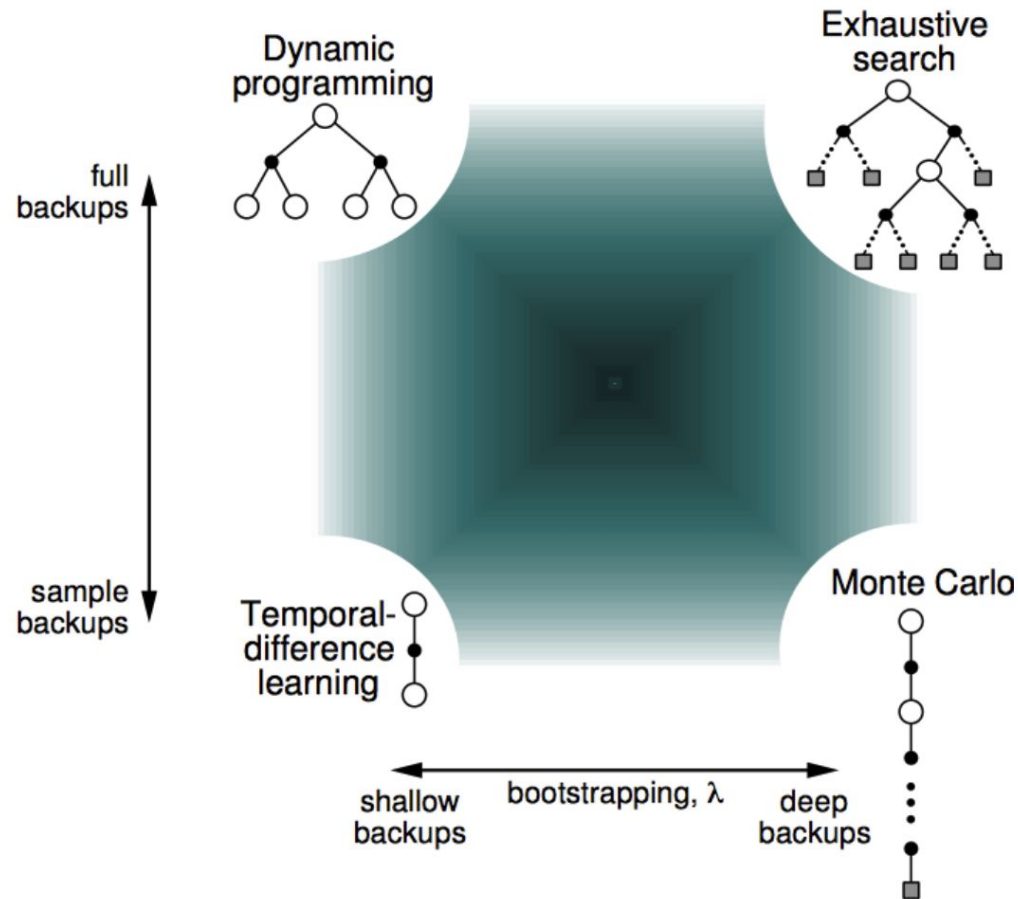 Dynamic
programming
Exhaustive
search
full
backups
sample
backups
Temporal-
difference
learning
Monte Carlo
bootstrapping, λ
shallow
backups
deep
backups